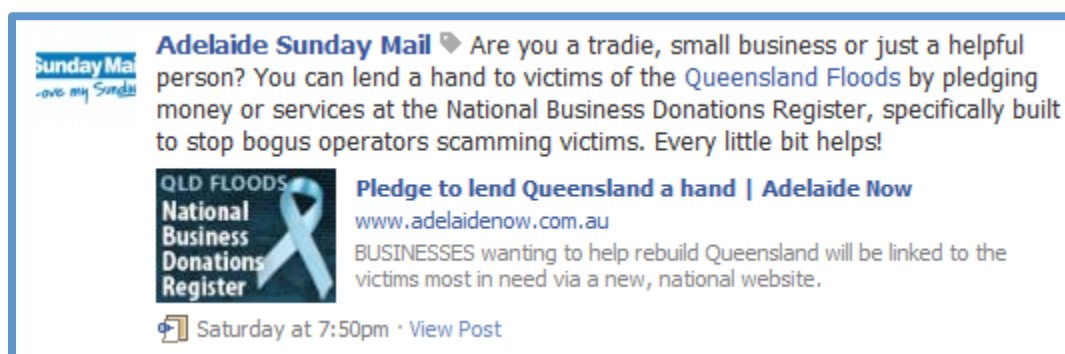 Sunday Mai
Adelaide Sunday Mail Are you a tradie, small business or just a helpful
person? You can lend a hand to victims of the Queensland Floods by pledging
money or services at the National Business Donations Register, specifically built
to stop bogus operators scamming victims. Every little bit helps!
QLD FLOODS
National
Business
Donations
Register
Pledge to lend Queensland a hand | Adelaide Now
www.adelaidenow.com.au
BUSINESSES wanting to help rebuild Queensland will be linked to the
victims most in need via a new, national website.
Saturday at 7:50pm · View Post